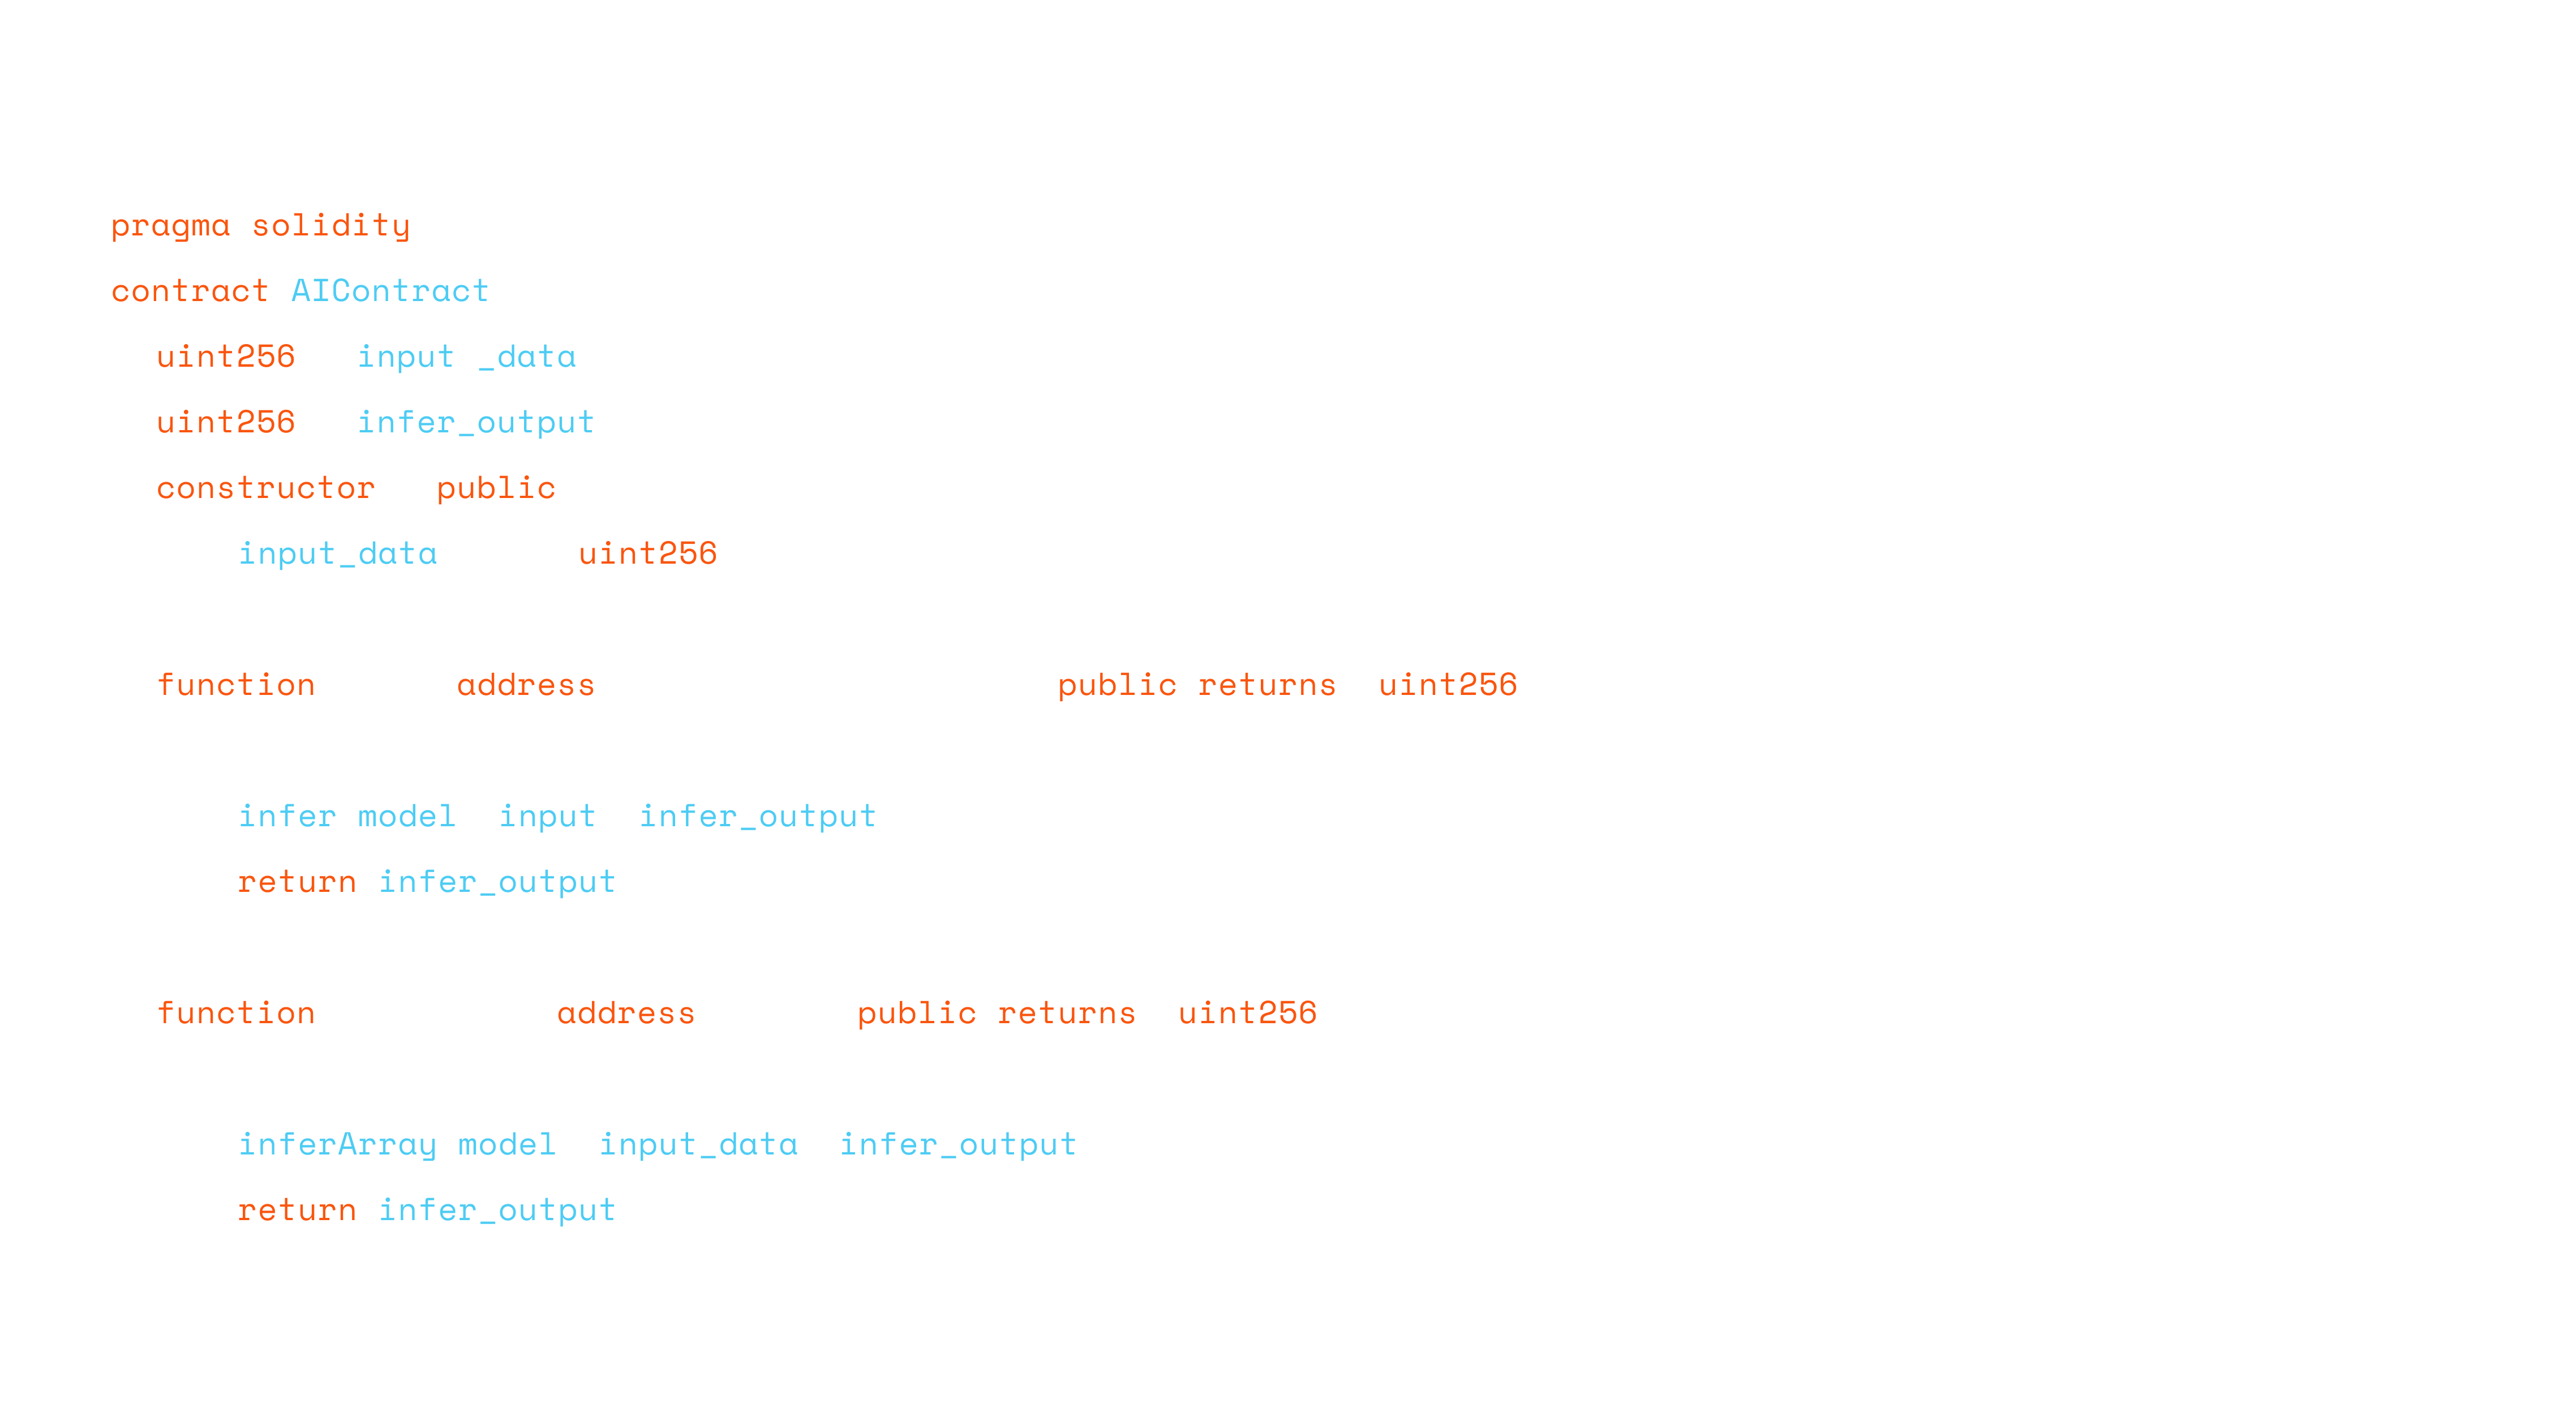 pragma solidity
contract AIContract
uint256 input _data
uint256 infer_output
constructor public
input_data uint256
function address public returns uint256
infer model input infer_output
return infer_output
function address public returns uint256
inferArray model input_data infer_output
return infer_output